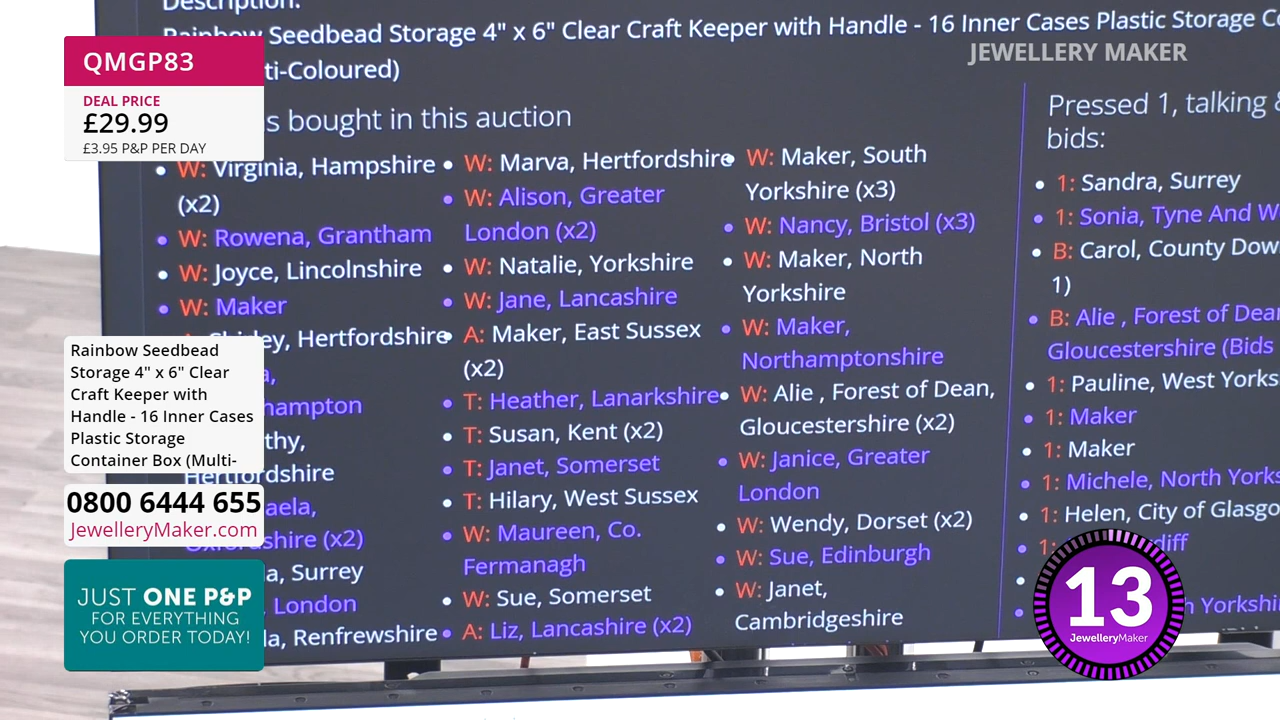 Description:
Rainbow Seedbead Storage 4" x 6" Clear Craft Keeper with Handle - 16 Inner Cases Plastic Storage
ti-Coloured)
JEWELLERY MAKER
QMGP83
DEAL PRICE
£29.99
£3.95 P&P PER DAY
s bought in this auction
W: Virginia, Hampshire
(x2)
W: Rowena, Grantham
W: Joyce, Lincolnshire
W: Maker
ey, Hertfordshire
hampton
thy,
Hertfordshire
aela,
Oxfordshire (x2)
a, Surrey
London
la, Renfrewshire
W: Marva, Hertfordshire
W: Alison, Greater
London (x2)
W: Natalie, Yorkshire
W: Jane, Lancashire
A: Maker, East Sussex
(x2)
T: Heather, Lanarkshire
T: Susan, Kent (x2)
T: Janet, Somerset
T: Hilary, West Sussex
W: Maureen, Co.
Fermanagh
W: Sue, Somerset
A: Liz, Lancashire (x2)
W: Maker, South
Yorkshire (x3)
W: Nancy, Bristol (x3)
W: Maker, North
Yorkshire
W: Maker,
Northamptonshire
W: Alie , Forest of Dean,
Gloucestershire (x2)
W: Janice, Greater
London
W: Wendy, Dorset (x2)
W: Sue, Edinburgh
W: Janet,
Cambridgeshire
Pressed 1, talking &
bids:
1: Sandra, Surrey
1: Sonia, Tyne And W
B: Carol, County Dow
1)
B: Alie , Forest of Dean
Gloucestershire (Bids
1: Pauline, West Yorks
1: Maker
1: Maker
1: Michele, North Yorks
1: Helen, City of Glasgo
1: diff
Yorkshi
Rainbow Seedbead
Storage 4" x 6" Clear
Craft Keeper with
Handle - 16 Inner Cases
Plastic Storage
Container Box (Multi-
0800 6444 655
JewelleryMaker.com
JUST ONE P&P
FOR EVERYTHING
YOU ORDER TODAY!
13
JewelleryMaker